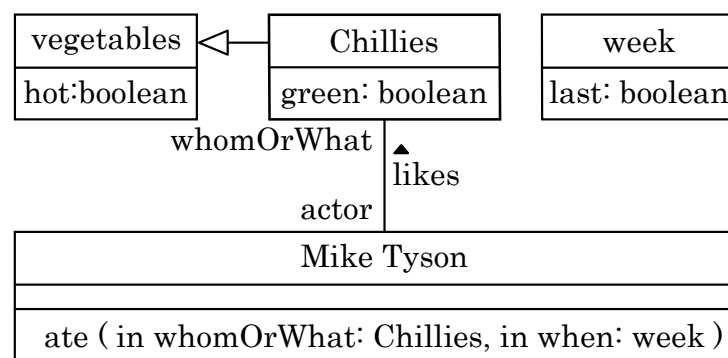 vegetables
hot:boolean
Chillies
green: boolean
week
last: boolean
whomOrWhat
likes
actor
Mike Tyson
ate ( in whomOrWhat: Chillies, in when: week )